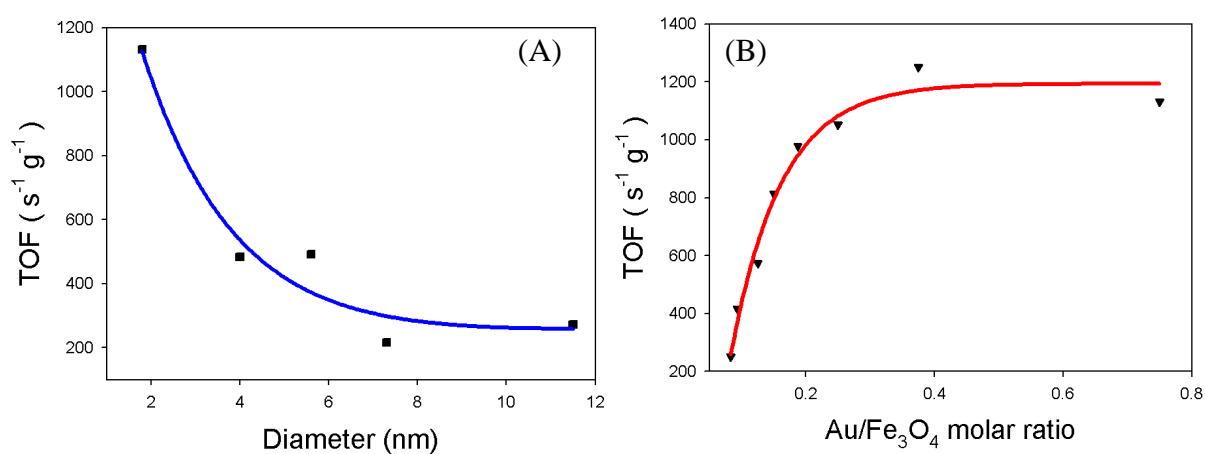 (A)
TOF ( s⁻¹ g⁻¹ )
1200
1000
800
600
400
200
2 4 6 8 10 12
Diameter (nm)
(B)
TOF ( s⁻¹ g⁻¹ )
1400
1200
1000
800
600
400
200
0.2 0.4 0.6 0.8
Au/Fe₃O₄ molar ratio